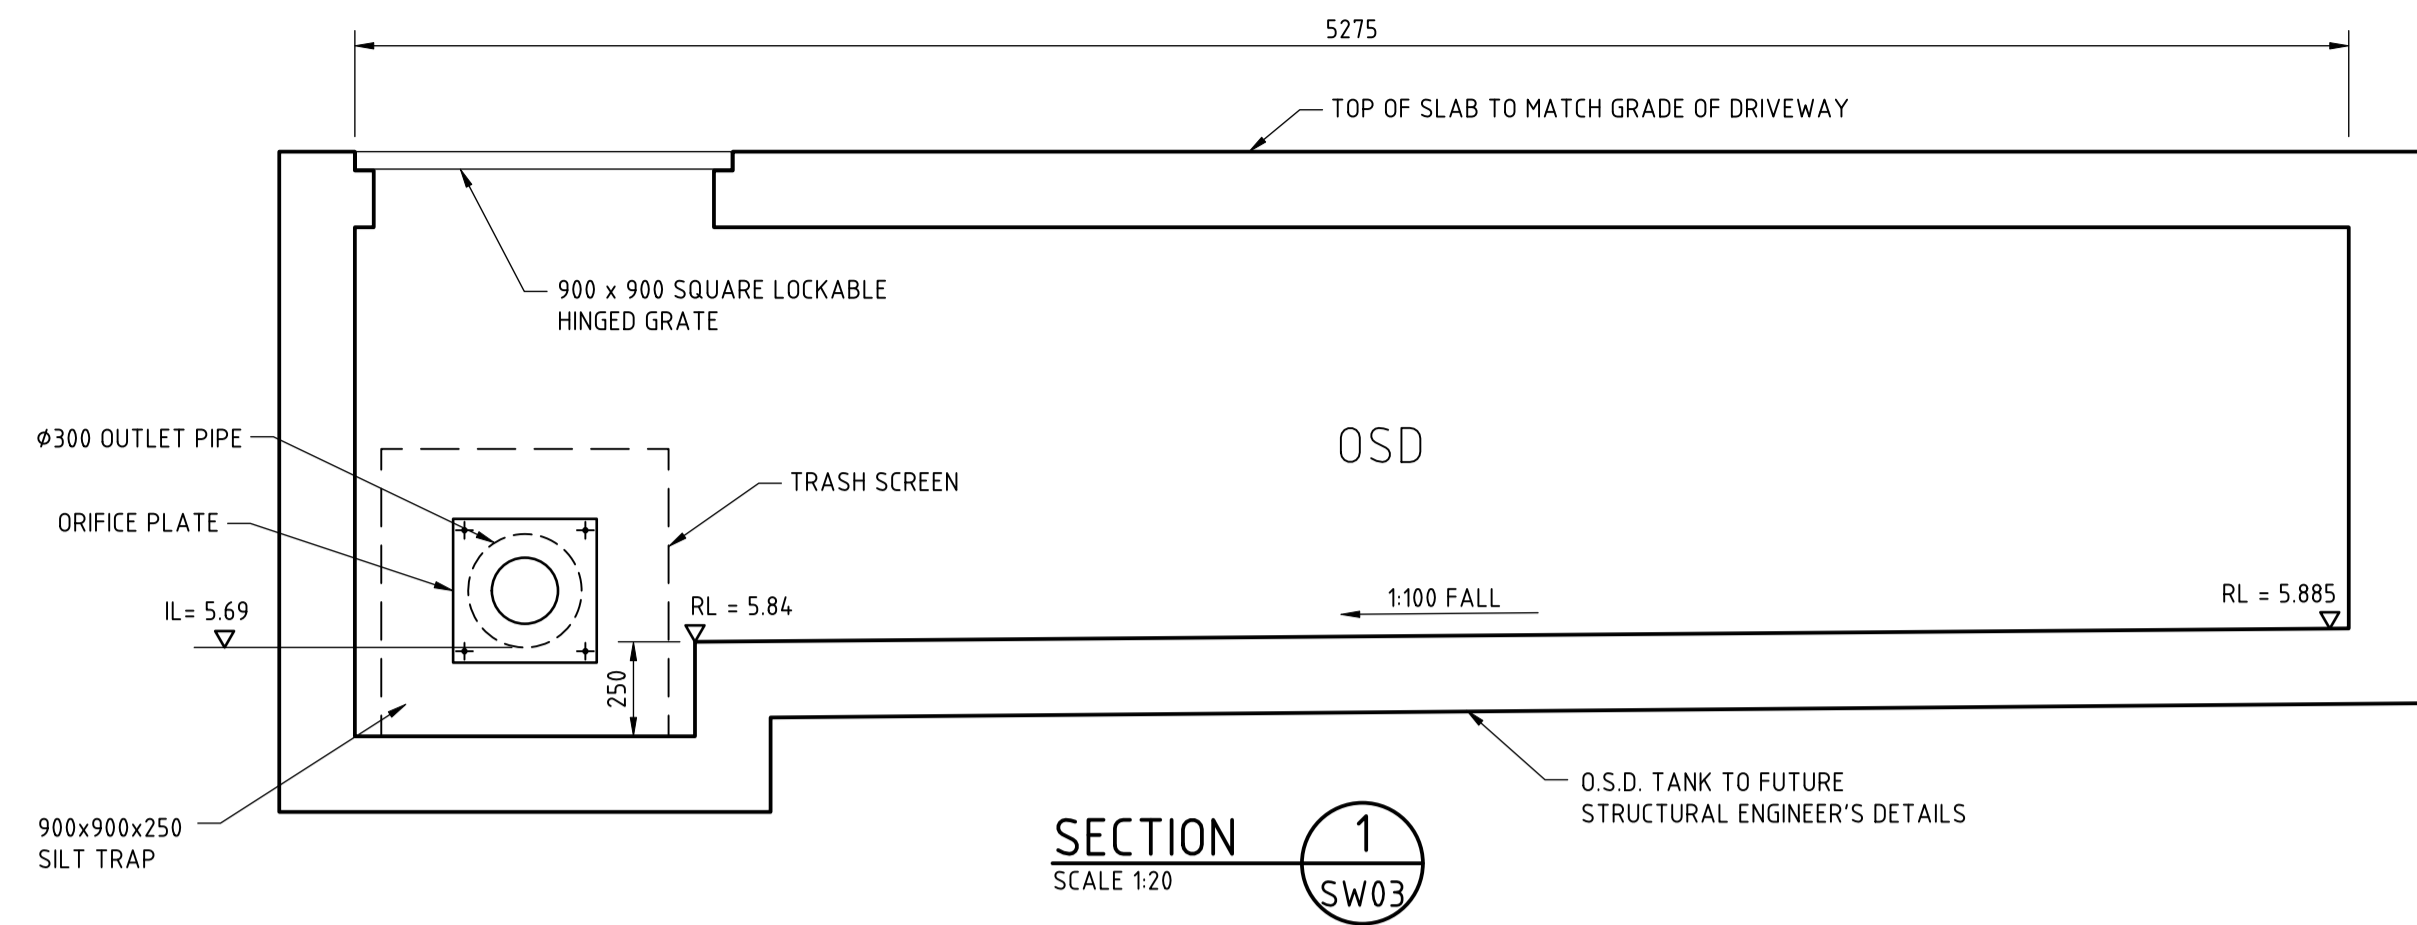 5275
TOP OF SLAB TO MATCH GRADE OF DRIVEWAY
900 x 900 SQUARE LOCKABLE
HINGED GRATE
Ø300 OUTLET PIPE
OSD
TRASH SCREEN
ORIFICE PLATE
IL= 5.69
RL = 5.84
1:100 FALL
RL = 5.885
250
O.S.D. TANK TO FUTURE
STRUCTURAL ENGINEER'S DETAILS
900x900x250
SILT TRAP
SECTION
SCALE 1:20
1
SW03